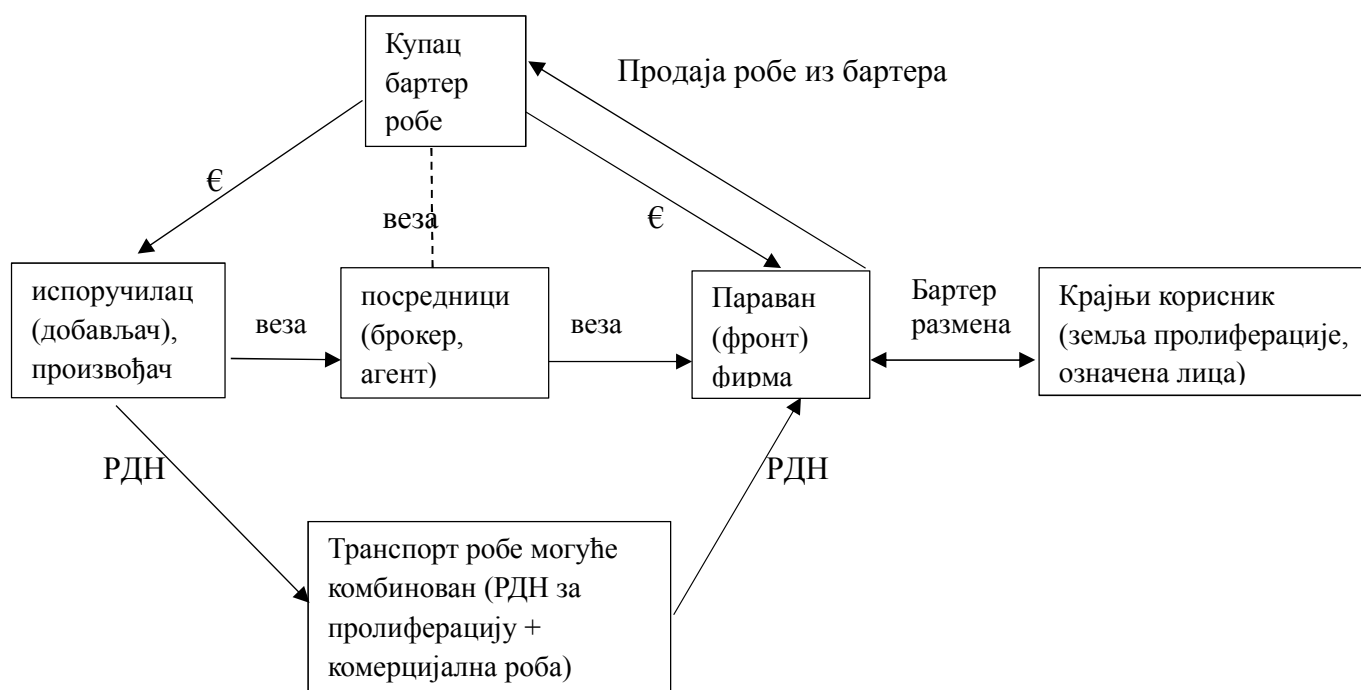 Купац
бартер
робе
Продаја робе из бартера
€
веза
€
испоручилац
(добављач),
произвођач
веза
посредници
(брокер,
агент)
веза
Параван
(фронт)
фирма
Бартер
размена
Крајњи корисник
(земља пролиферације,
означена лица)
РДН
РДН
Транспорт робе могуће
комбинован (РДН за
пролиферацију +
комерцијална роба)